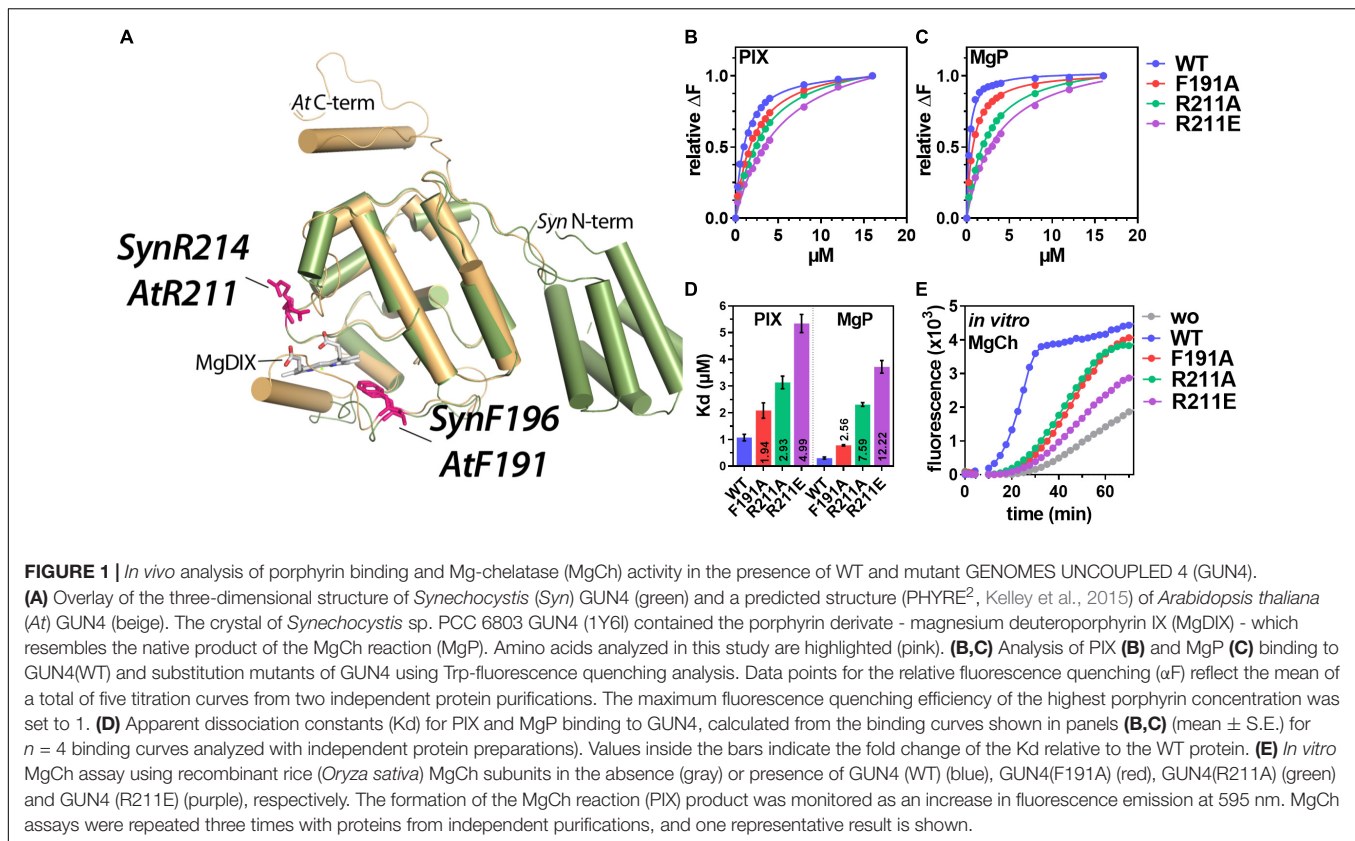 A
At C-term
Syn N-term
SynR214
AtR211
MgDIX
SynF196
AtF191
B
PIX
relative ΔF
1.0
0.5
0.0
0 5 10 15 20
µM
C
MgP
relative ΔF
1.0
0.5
0.0
0 5 10 15 20
µM
WT
F191A
R211A
R211E
D
PIX MgP
Kd (µM)
6
5
4
3
2
1
0
1.94
2.93
4.99
2.56
7.59
12.22
WT
F191A
R211A
R211E
WT
F191A
R211A
R211E
E
in vitro
MgCh
fluorescence (x10³)
5
4
3
2
1
0
0 20 40 60
time (min)
wo
WT
F191A
R211A
R211E
FIGURE 1 | In vivo analysis of porphyrin binding and Mg-chelatase (MgCh) activity in the presence of WT and mutant GENOMES UNCOUPLED 4 (GUN4).
(A) Overlay of the three-dimensional structure of Synechocystis (Syn) GUN4 (green) and a predicted structure (PHYRE², Kelley et al., 2015) of Arabidopsis thaliana
(At) GUN4 (beige). The crystal of Synechocystis sp. PCC 6803 GUN4 (1Y6I) contained the porphyrin derivate - magnesium deuteroporphyrin IX (MgDIX) - which
resembles the native product of the MgCh reaction (MgP). Amino acids analyzed in this study are highlighted (pink). (B,C) Analysis of PIX (B) and MgP (C) binding to
GUN4(WT) and substitution mutants of GUN4 using Trp-fluorescence quenching analysis. Data points for the relative fluorescence quenching (αF) reflect the mean of
a total of five titration curves from two independent protein purifications. The maximum fluorescence quenching efficiency of the highest porphyrin concentration was
set to 1. (D) Apparent dissociation constants (Kd) for PIX and MgP binding to GUN4, calculated from the binding curves shown in panels (B,C) (mean ± S.E.) for
n = 4 binding curves analyzed with independent protein preparations). Values inside the bars indicate the fold change of the Kd relative to the WT protein. (E) In vitro
MgCh assay using recombinant rice (Oryza sativa) MgCh subunits in the absence (gray) or presence of GUN4 (WT) (blue), GUN4(F191A) (red), GUN4(R211A) (green)
and GUN4 (R211E) (purple), respectively. The formation of the MgCh reaction (PIX) product was monitored as an increase in fluorescence emission at 595 nm. MgCh
assays were repeated three times with proteins from independent purifications, and one representative result is shown.